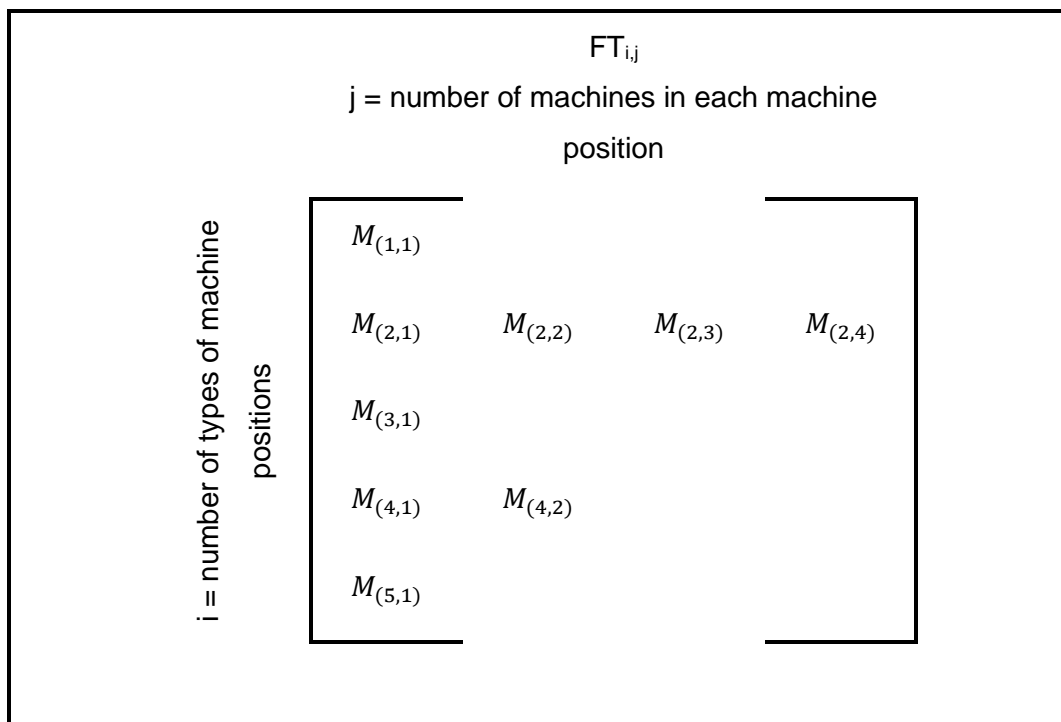 FTi,j
j = number of machines in each machine
position
i = number of types of machine
positions
M(1,1)
M(2,1) M(2,2) M(2,3) M(2,4)
M(3,1)
M(4,1) M(4,2)
M(5,1)